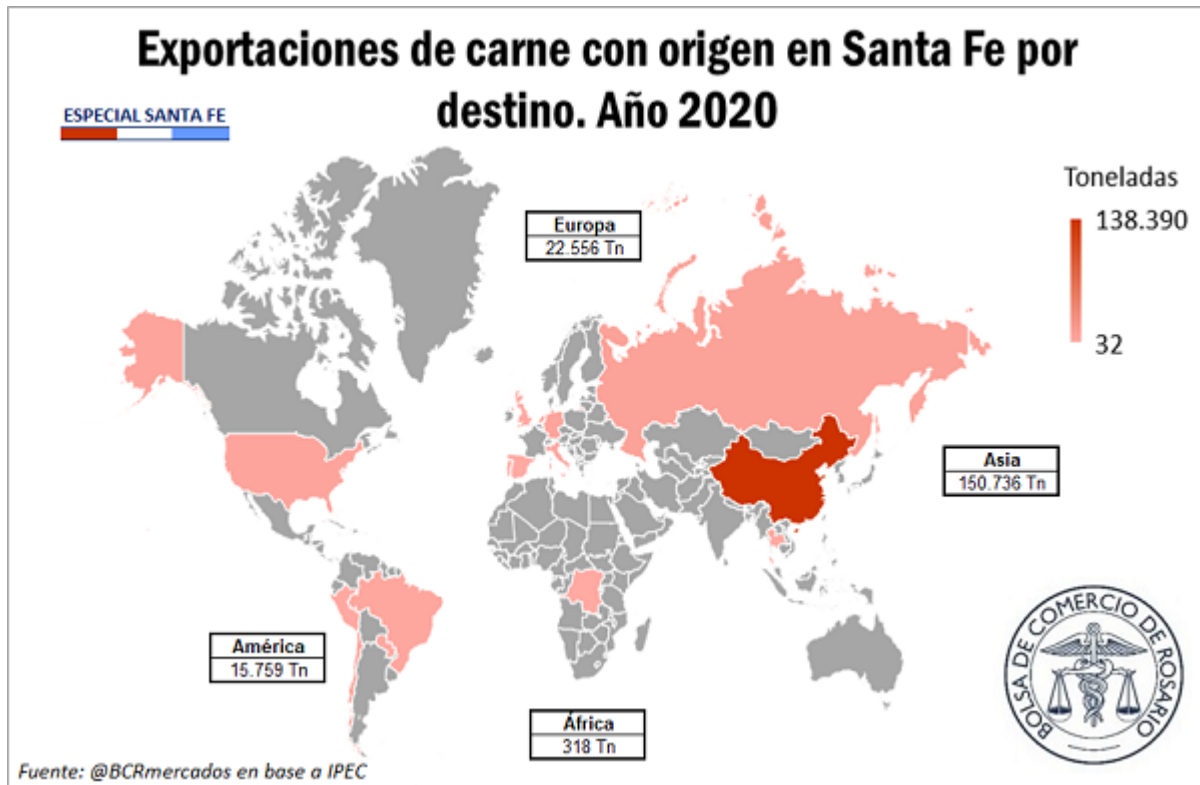 Exportaciones de carne con origen en Santa Fe por
destino. Año 2020
ESPECIAL SANTA FE
Toneladas
138.390
32
Europa
22.556 Tn
Asia
150.736 Tn
América
15.759 Tn
África
318 Tn
BOLSA DE COMERCIO DE ROSARIO
Fuente: @BCRmercados en base a IPEC